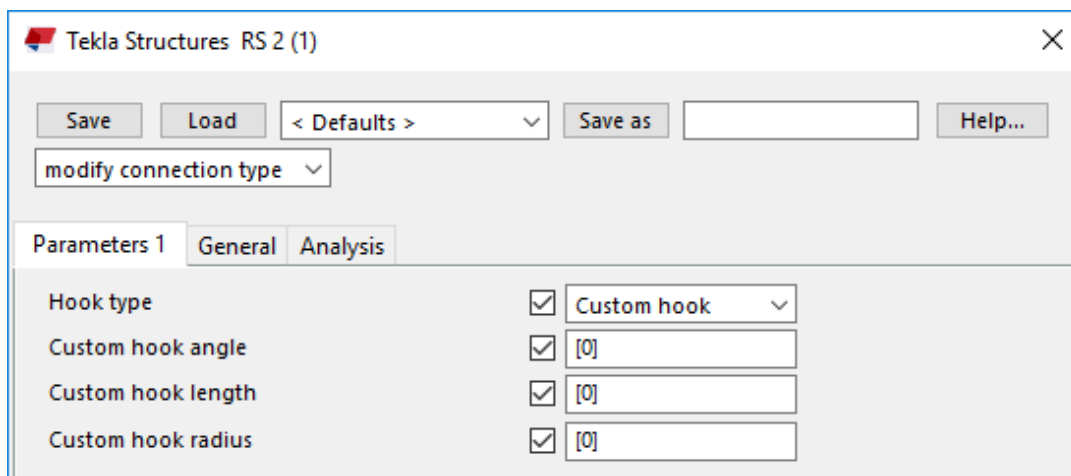 Tekla Structures RS 2 (1)
Save Load < Defaults > Save as Help...
modify connection type
Parameters 1 General Analysis
Hook type Custom hook
Custom hook angle [0]
Custom hook length [0]
Custom hook radius [0]